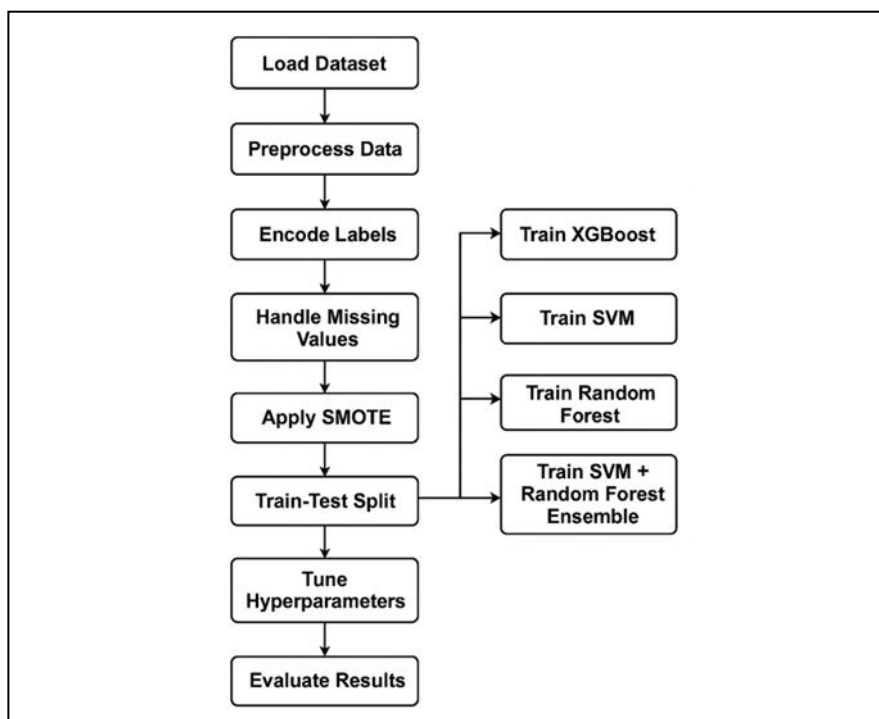 Load Dataset
Preprocess Data
Encode Labels
Handle Missing
Values
Apply SMOTE
Train-Test Split
Tune
Hyperparameters
Evaluate Results
Train XGBoost
Train SVM
Train Random
Forest
Train SVM +
Random Forest
Ensemble